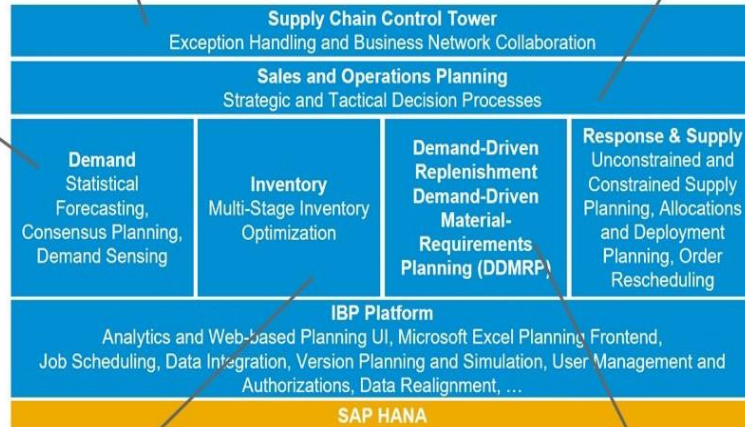 Supply Chain Control Tower
Exception Handling and Business Network Collaboration
Sales and Operations Planning
Strategic and Tactical Decision Processes
Demand
Statistical
Forecasting,
Consensus Planning,
Demand Sensing
Inventory
Multi-Stage Inventory
Optimization
Demand-Driven
Replenishment
Demand-Driven
Material-
Requirements
Planning (DDMRP)
Response & Supply
Unconstrained and
Constrained Supply
Planning, Allocations
and Deployment
Planning, Order
Rescheduling
IBP Platform
Analytics and Web-based Planning UI, Microsoft Excel Planning Frontend,
Job Scheduling, Data Integration, Version Planning and Simulation, User Management and
Authorizations, Data Realignment, ...
SAP HANA